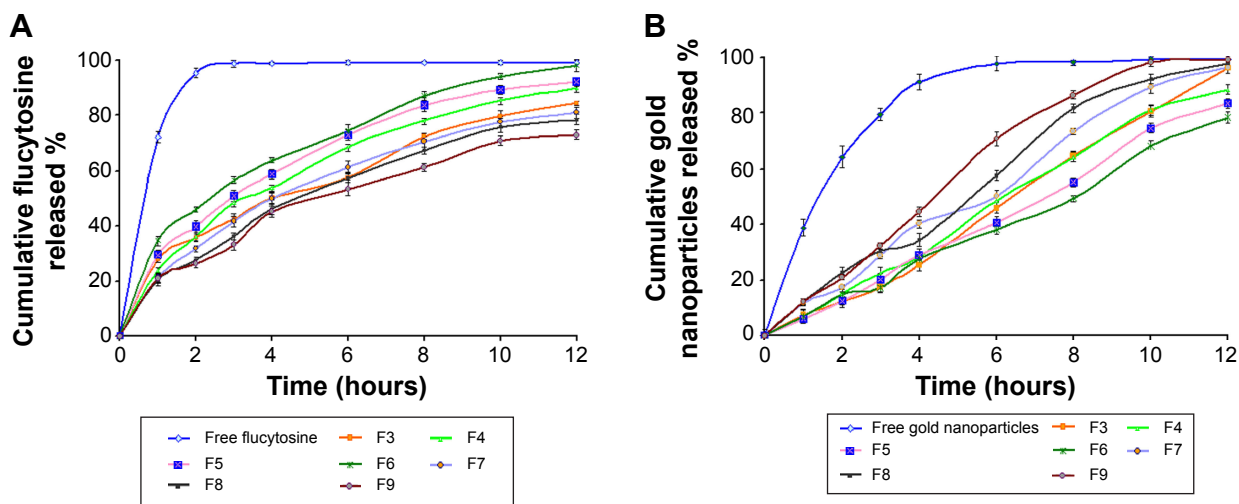 A
Cumulative flucytosine
released %
100
80
60
40
20
0
0 2 4 6 8 10 12
Time (hours)
Free flucytosine F3 F4
F5 F6 F7
F8 F9
B
Cumulative gold
nanoparticles released %
100
80
60
40
20
0
0 2 4 6 8 10 12
Time (hours)
Free gold nanoparticles F3 F4
F5 F6 F7
F8 F9